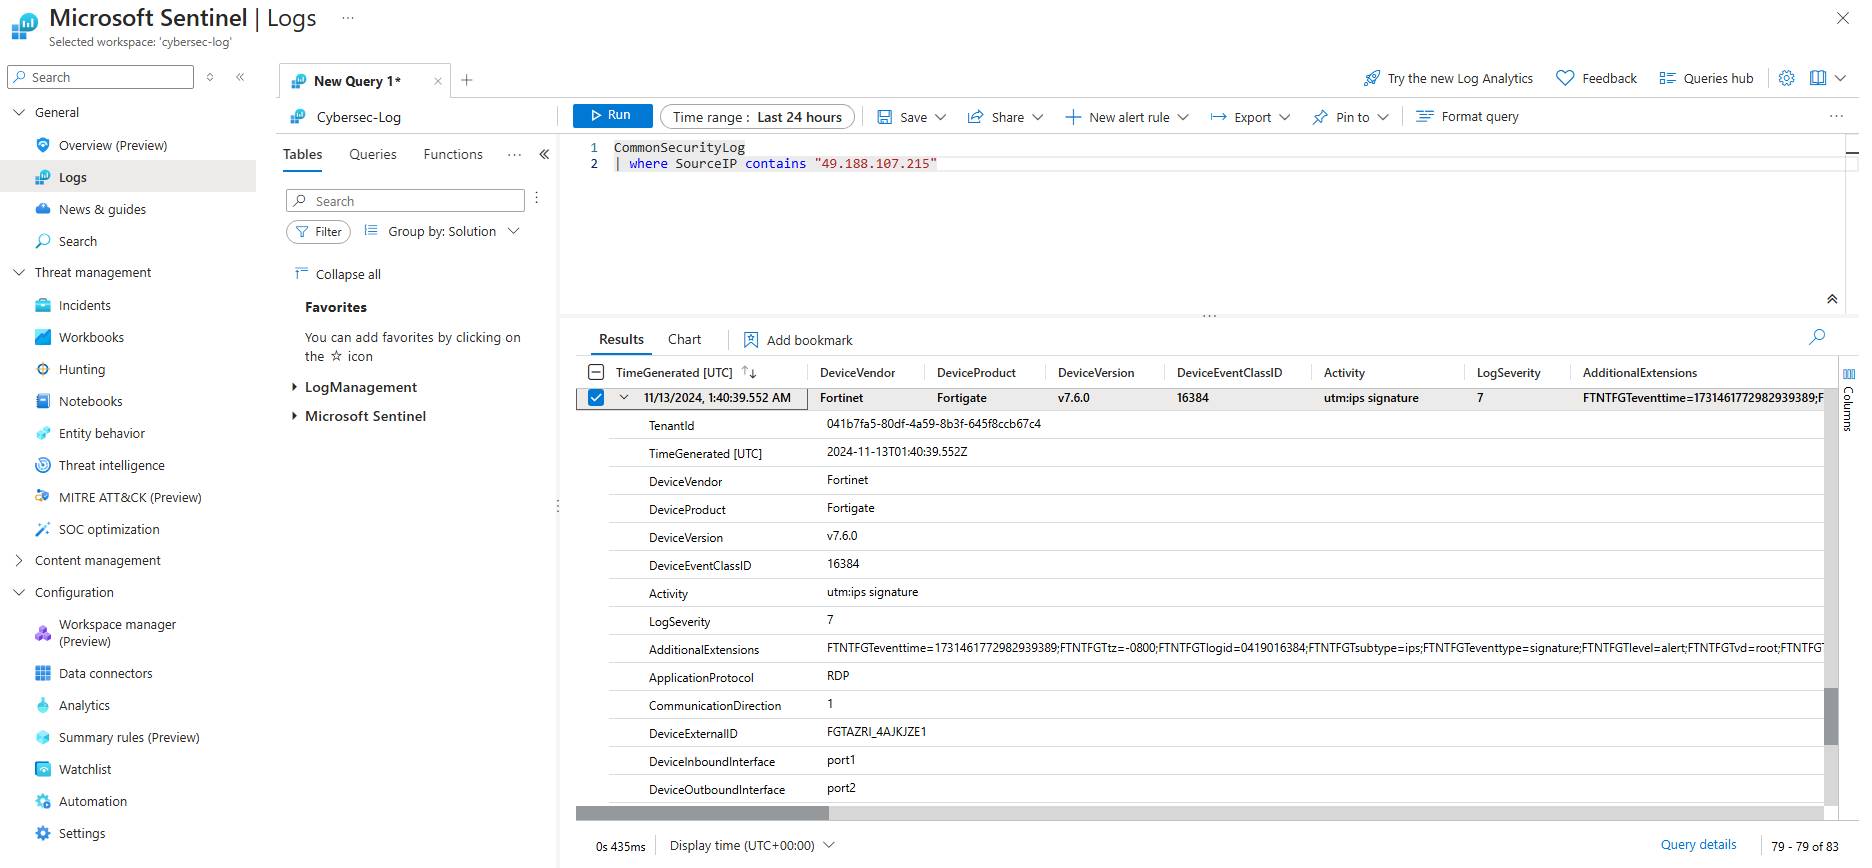 Microsoft Sentinel | Logs ...
Selected workspace: 'cybersec-log'
Search
General
Overview (Preview)
Logs
News & guides
Search
Threat management
Incidents
Workbooks
Hunting
Notebooks
Entity behavior
Threat intelligence
MITRE ATT&CK (Preview)
SOC optimization
Content management
Configuration
Workspace manager
(Preview)
Data connectors
Analytics
Summary rules (Preview)
Watchlist
Automation
Settings
New Query 1*
Try the new Log Analytics Feedback Queries hub
Cybersec-Log
Run Time range : Last 24 hours Save Share New alert rule Export Pin to Format query ...
Tables Queries Functions ...
Search
Filter Group by: Solution
Collapse all
Favorites
You can add favorites by clicking on
the ☆ icon
LogManagement
Microsoft Sentinel
1 CommonSecurityLog
2 | where SourceIP contains "49.188.107.215"
Results Chart Add bookmark
TimeGenerated [UTC] DeviceVendor DeviceProduct DeviceVersion DeviceEventClassID Activity LogSeverity AdditionalExtensions
11/13/2024, 1:40:39.552 AM Fortinet Fortigate v7.6.0 16384 utm:ips signature 7 FTNTFGTeventtime=1731461772982939389;F
TenantId 041b7fa5-80df-4a59-8b3f-645f8ccb67c4
TimeGenerated [UTC] 2024-11-13T01:40:39.552Z
DeviceVendor Fortinet
DeviceProduct Fortigate
DeviceVersion v7.6.0
DeviceEventClassID 16384
Activity utm:ips signature
LogSeverity 7
AdditionalExtensions FTNTFGTeventtime=1731461772982939389;FTNTFGTtz=-0800;FTNTFGTlogid=0419016384;FTNTFGTsubtype=ips;FTNTFGTeventtype=signature;FTNTFGTlevel=alert;FTNTFGTvd=root;FTNTFGT
ApplicationProtocol RDP
CommunicationDirection 1
DeviceExternalID FGTAZRI_4AJKJZE1
DeviceInboundInterface port1
DeviceOutboundInterface port2
Columns
0s 435ms Display time (UTC+00:00) Query details 79 - 79 of 83